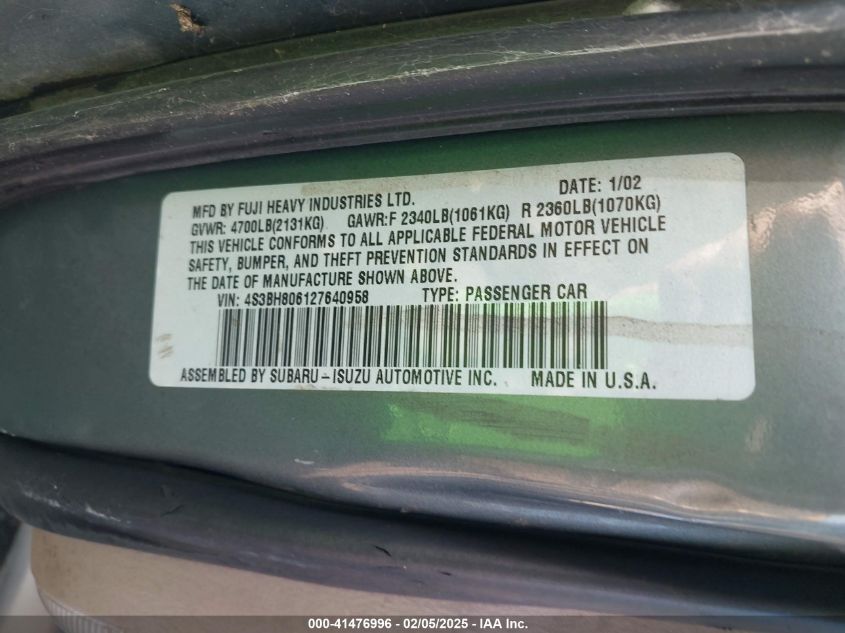 MFD BY FUJI HEAVY INDUSTRIES LTD. DATE: 1/02
GVWR: 4700LB(2131KG) GAWR:F 2340LB(1061KG) R 2360LB(1070KG)
THIS VEHICLE CONFORMS TO ALL APPLICABLE FEDERAL MOTOR VEHICLE
SAFETY, BUMPER, AND THEFT PREVENTION STANDARDS IN EFFECT ON
THE DATE OF MANUFACTURE SHOWN ABOVE.
VIN: 4S3BH806127640958 TYPE: PASSENGER CAR
ASSEMBLED BY SUBARU-ISUZU AUTOMOTIVE INC. MADE IN U.S.A.
000-41476996 - 02/05/2025 - IAA Inc.